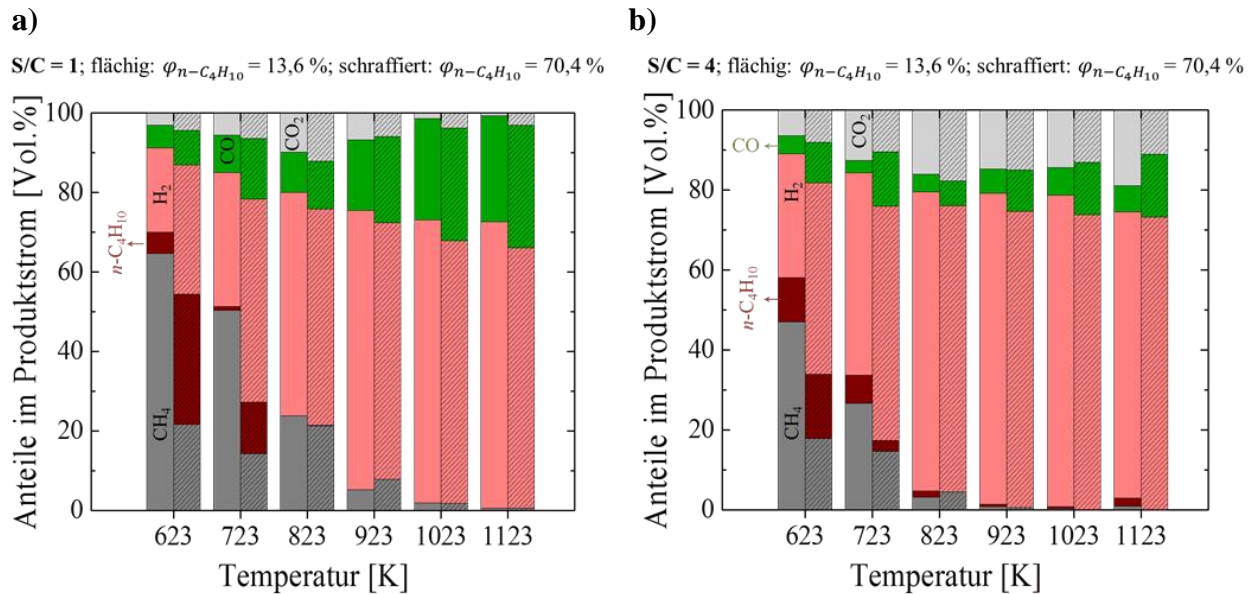 a)
S/C = 1; flächig: φn−C4H10 = 13,6 %; schraffiert: φn−C4H10 = 70,4 %
Anteile im Produktstrom [Vol.%]
100
80
60
40
20
0
CO
CO2
H2
n-C4H10
CH4
623 723 823 923 1023 1123
Temperatur [K]
b)
S/C = 4; flächig: φn−C4H10 = 13,6 %; schraffiert: φn−C4H10 = 70,4 %
Anteile im Produktstrom [Vol.%]
100
80
60
40
20
0
CO
CO2
H2
n-C4H10
CH4
623 723 823 923 1023 1123
Temperatur [K]